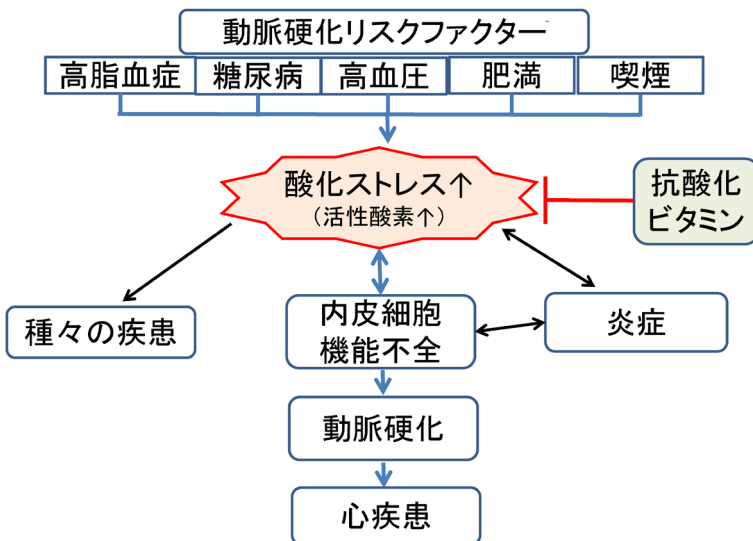 動脈硬化リスクファクター
高脂血症 糖尿病 高血圧 肥満 喫煙
酸化ストレス↑
（活性酸素↑）
抗酸化
ビタミン
種々の疾患
内皮細胞
機能不全
炎症
動脈硬化
心疾患